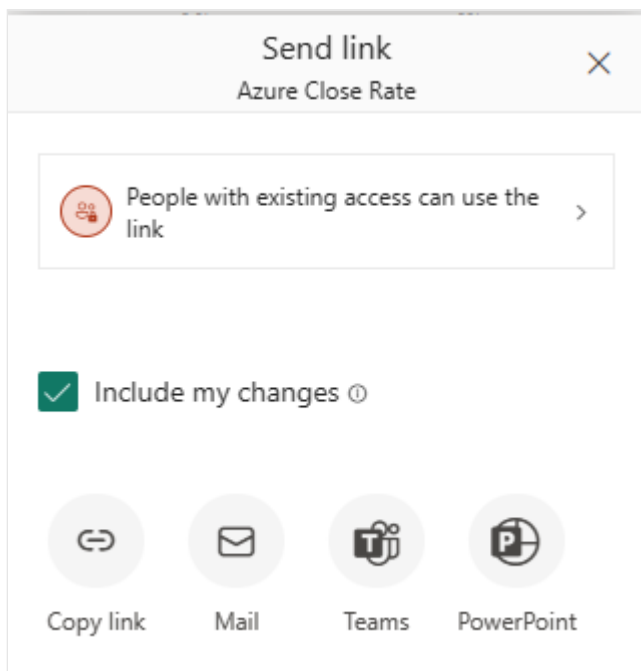 Send link
Azure Close Rate
People with existing access can use the
link
Include my changes
Copy link
Mail
Teams
PowerPoint